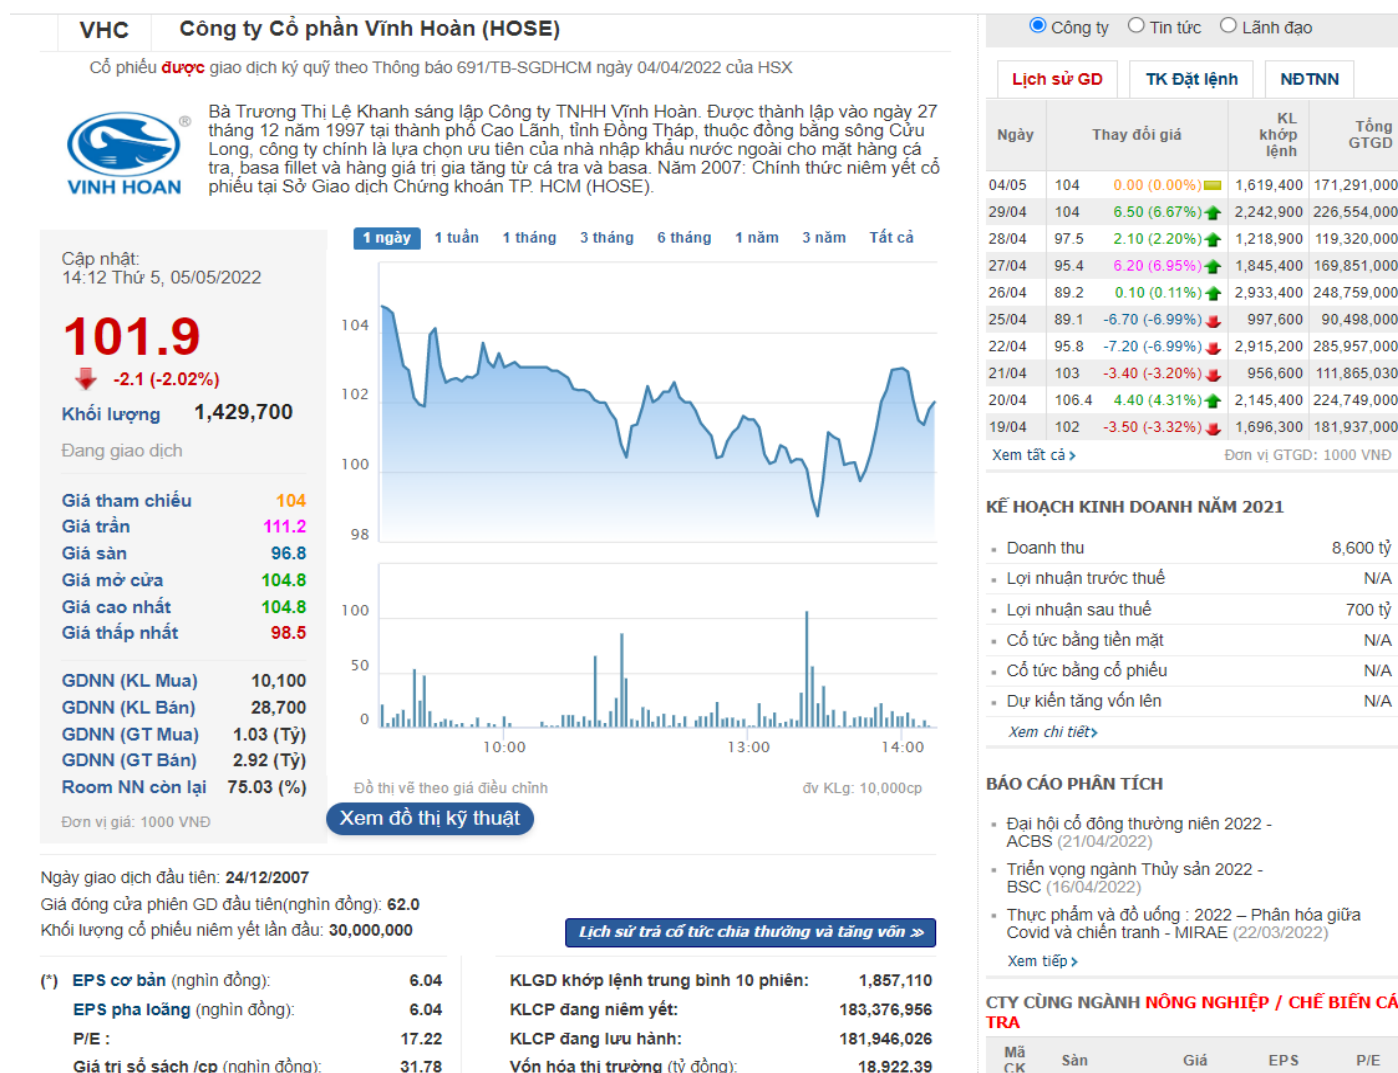 VHC Công ty Cổ phần Vĩnh Hoàn (HOSE)
Cổ phiếu được giao dịch ký quỹ theo Thông báo 691/TB-SGDHCM ngày 04/04/2022 của HSX
VINH HOAN ®
Bà Trương Thị Lệ Khanh sáng lập Công ty TNHH Vĩnh Hoàn. Được thành lập vào ngày 27
tháng 12 năm 1997 tại thành phố Cao Lãnh, tỉnh Đồng Tháp, thuộc đồng bằng sông Cửu
Long, công ty chính là lựa chọn ưu tiên của nhà nhập khẩu nước ngoài cho mặt hàng cá
tra, basa fillet và hàng giá trị gia tăng từ cá tra và basa. Năm 2007: Chính thức niêm yết cổ
phiếu tại Sở Giao dịch Chứng khoán TP. HCM (HOSE).
Cập nhật:
14:12 Thứ 5, 05/05/2022
101.9
-2.1 (-2.02%)
Khối lượng 1,429,700
Đang giao dịch
Giá tham chiếu 104
Giá trần 111.2
Giá sàn 96.8
Giá mở cửa 104.8
Giá cao nhất 104.8
Giá thấp nhất 98.5
GDNN (KL Mua) 10,100
GDNN (KL Bán) 28,700
GDNN (GT Mua) 1.03 (Tỷ)
GDNN (GT Bán) 2.92 (Tỷ)
Room NN còn lại 75.03 (%)
Đơn vị giá: 1000 VNĐ
1 ngày 1 tuần 1 tháng 3 tháng 6 tháng 1 năm 3 năm Tất cả
104
102
100
98
100
50
0
10:00 13:00 14:00
Đồ thị vẽ theo giá điều chỉnh đv KLg: 10,000cp
Xem đồ thị kỹ thuật
Ngày giao dịch đầu tiên: 24/12/2007
Giá đóng cửa phiên GD đầu tiên(nghìn đồng): 62.0
Khối lượng cổ phiếu niêm yết lần đầu: 30,000,000
Lịch sử trả cổ tức chia thưởng và tăng vốn ≫
(*) EPS cơ bản (nghìn đồng): 6.04
EPS pha loãng (nghìn đồng): 6.04
P/E : 17.22
Giá trị sổ sách /cp (nghìn đồng): 31.78
KLGD khớp lệnh trung bình 10 phiên: 1,857,110
KLCP đang niêm yết: 183,376,956
KLCP đang lưu hành: 181,946,026
Vốn hóa thị trường (tỷ đồng): 18,922.39
Công ty Tin tức Lãnh đạo
Lịch sử GD TK Đặt lệnh NĐTNN
Ngày Thay đổi giá KL khớp lệnh Tổng GTGD
04/05 104 0.00 (0.00%) 1,619,400 171,291,000
29/04 104 6.50 (6.67%) 2,242,900 226,554,000
28/04 97.5 2.10 (2.20%) 1,218,900 119,320,000
27/04 95.4 6.20 (6.95%) 1,845,400 169,851,000
26/04 89.2 0.10 (0.11%) 2,933,400 248,759,000
25/04 89.1 -6.70 (-6.99%) 997,600 90,498,000
22/04 95.8 -7.20 (-6.99%) 2,915,200 285,957,000
21/04 103 -3.40 (-3.20%) 956,600 111,865,030
20/04 106.4 4.40 (4.31%) 2,145,400 224,749,000
19/04 102 -3.50 (-3.32%) 1,696,300 181,937,000
Xem tất cả › Đơn vị GTGD: 1000 VNĐ
KẾ HOẠCH KINH DOANH NĂM 2021
Doanh thu 8,600 tỷ
Lợi nhuận trước thuế N/A
Lợi nhuận sau thuế 700 tỷ
Cổ tức bằng tiền mặt N/A
Cổ tức bằng cổ phiếu N/A
Dự kiến tăng vốn lên N/A
Xem chi tiết›
BÁO CÁO PHÂN TÍCH
Đại hội cổ đông thường niên 2022 -
ACBS (21/04/2022)
Triển vọng ngành Thủy sản 2022 -
BSC (16/04/2022)
Thực phẩm và đồ uống : 2022 – Phân hóa giữa
Covid và chiến tranh - MIRAE (22/03/2022)
Xem tiếp ›
CTY CÙNG NGÀNH NÔNG NGHIỆP / CHẾ BIẾN CÁ
TRA
Mã CK Sàn Giá EPS P/E